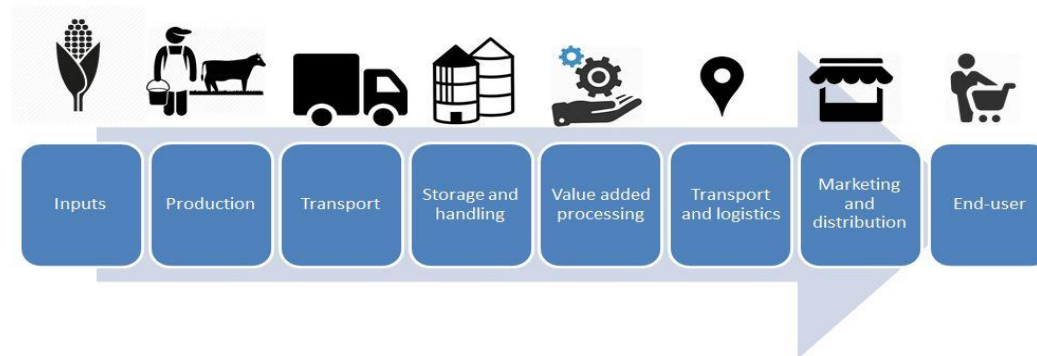 Inputs
Production
Transport
Storage and
handling
Value added
processing
Transport
and logistics
Marketing
and
distribution
End-user